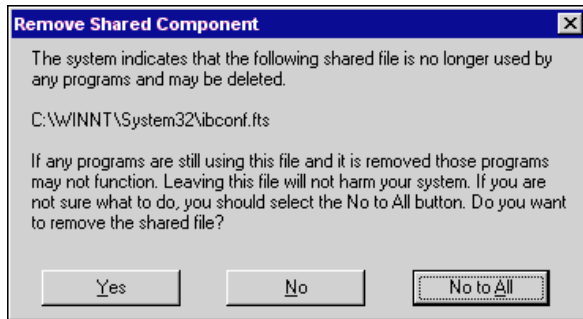 Remove Shared Component
The system indicates that the following shared file is no longer used by
any programs and may be deleted.
C:\WINNT\System32\ibconf.fts
If any programs are still using this file and it is removed those programs
may not function. Leaving this file will not harm your system. If you are
not sure what to do, you should select the No to All button. Do you want
to remove the shared file?
Yes
No
No to All